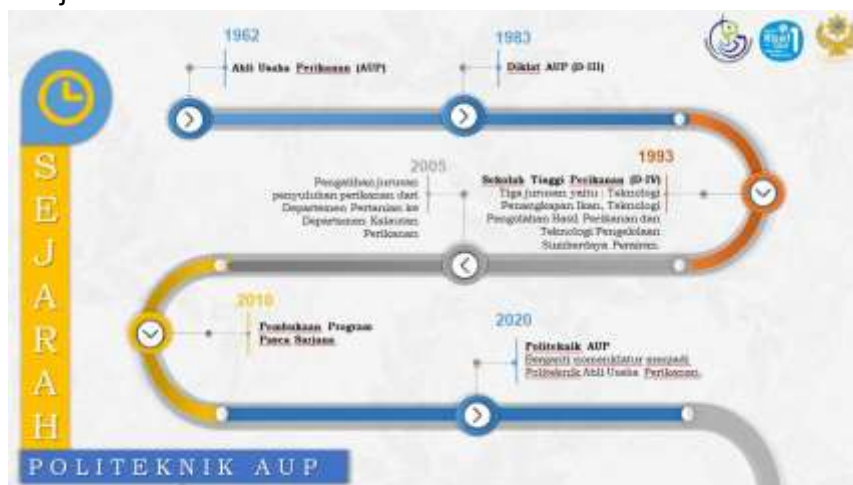 1962
Ahli Usaha Perikanan (AUP)
1983
Diklat AUP (D-III)
1993
Sekolah Tinggi Perikanan (D-IV)
Tiga jurusan yaitu : Teknologi
Penangkapan Ikan, Teknologi
Pengolahan Hasil Perikanan dan
Teknologi Pengelolaan
Sumberdaya Perairan.
2005
Pengalihan jurusan
penyuluhan perikanan dari
Departemen Pertanian ke
Departemen Kelautan
Perikanan
2010
Pembukaan Program
Pasca Sarjana
2020
Politeknik AUP
Berganti nomenklatur menjadi
Politeknik Ahli Usaha Perikanan.
SEJARAH
POLITEKNIK AUP